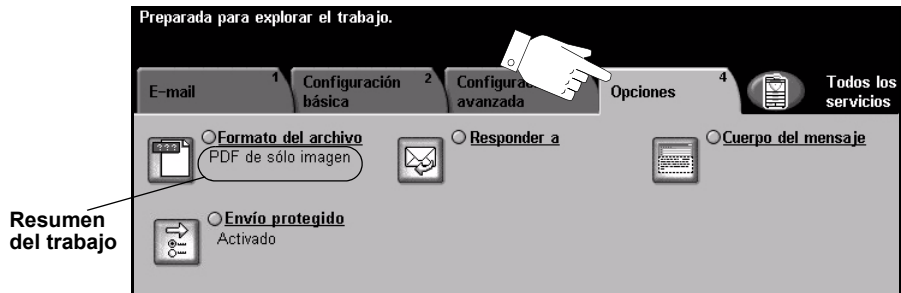 Preparada para explorar el trabajo.
E-mail 1
Configuración básica 2
avanzada
Opciones 4
Todos los servicios
Formato del archivo
PDF de sólo imagen
Responder a
Cuerpo del mensaje
Resumen del trabajo
Envío protegido
Activado